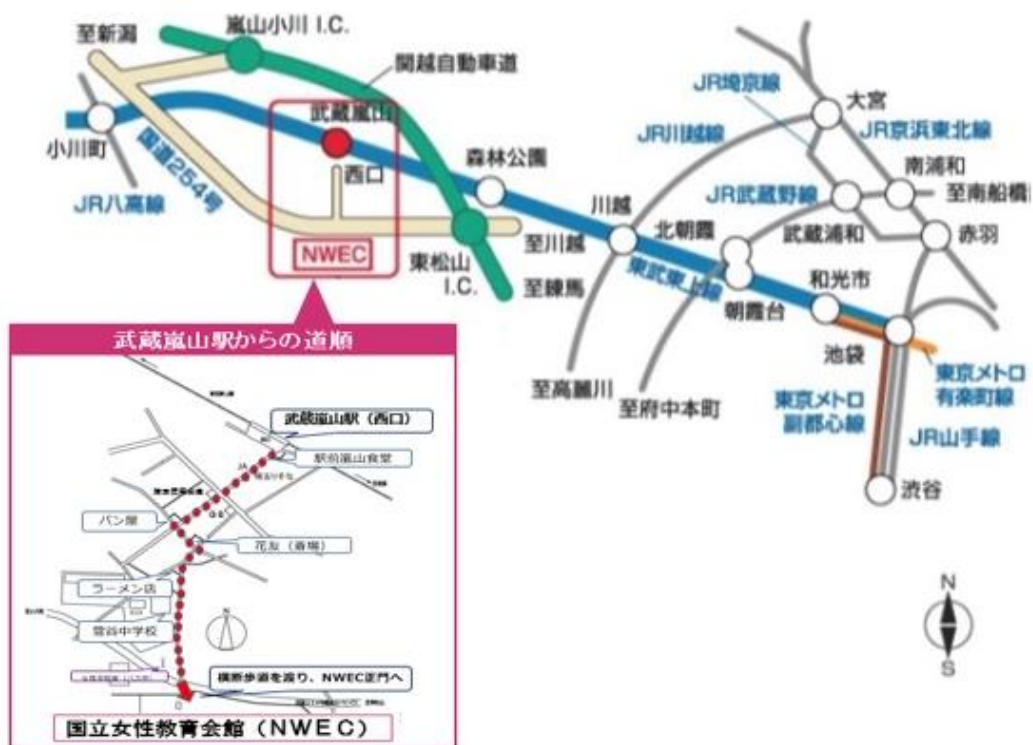 至新潟
嵐山小川 I.C.
関越自動車道
武蔵嵐山
小川町
西口
国道254号
JR八高線
NWEC
森林公園
東松山
I.C.
至川越
至練馬
川越
東武東上線
北朝霞
朝霞台
和光市
池袋
JR埼京線
JR川越線
大宮
JR京浜東北線
南浦和
至南船橋
JR武蔵野線
武蔵浦和
赤羽
至高麗川
至府中本町
東京メトロ
有楽町線
東京メトロ
副都心線
JR山手線
渋谷
N
S
武蔵嵐山駅からの道順
武蔵嵐山駅（西口）
駅前嵐山食堂
JA
パン屋
花友（斎場）
ラーメン店
菅谷中学校
N
横断歩道を渡り、NWEC正門へ
国立女性教育会館（NWEC）